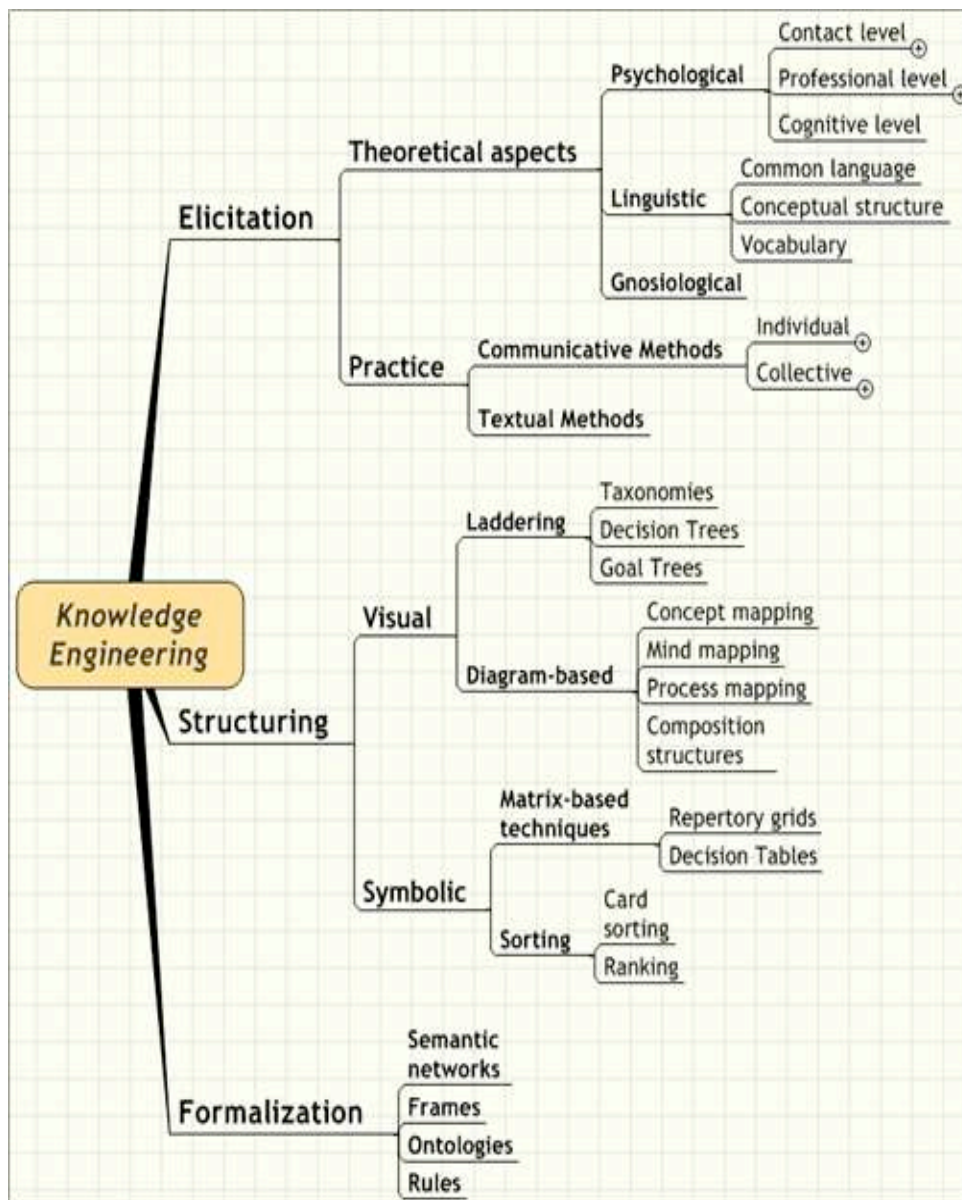 Contact level
Psychological
Professional level
Cognitive level
Theoretical aspects
Common language
Linguistic
Conceptual structure
Vocabulary
Elicitation
Gnosiological
Individual
Communicative Methods
Practice
Collective
Textual Methods
Taxonomies
Laddering
Decision Trees
Goal Trees
Knowledge
Engineering
Visual
Concept mapping
Mind mapping
Diagram-based
Process mapping
Composition
structures
Structuring
Matrix-based
techniques
Repertory grids
Decision Tables
Symbolic
Card
sorting
Sorting
Ranking
Semantic
networks
Formalization
Frames
Ontologies
Rules